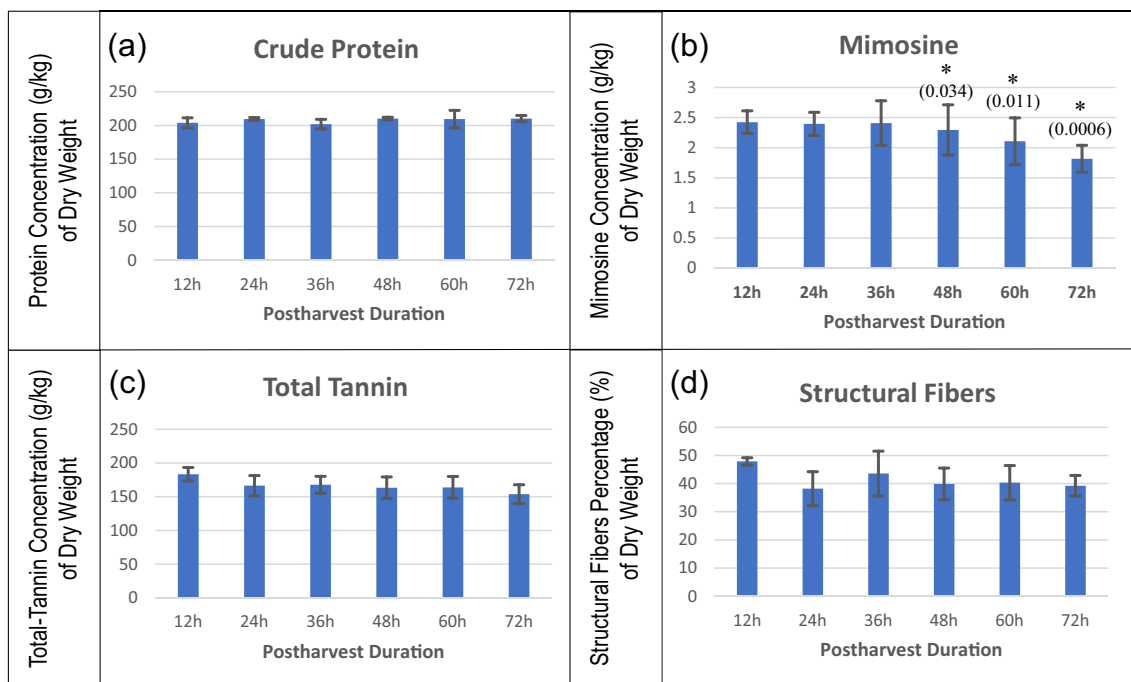 Protein Concentration (g/kg)
of Dry Weight
(a)
Crude Protein
250
200
150
100
50
0
12h 24h 36h 48h 60h 72h
Postharvest Duration
Mimosine Concentration (g/kg)
of Dry Weight
(b)
Mimosine
3
2.5
2
1.5
1
0.5
0
*
(0.034)
*
(0.011)
*
(0.0006)
12h 24h 36h 48h 60h 72h
Postharvest Duration
Total-Tannin Concentration (g/kg)
of Dry Weight
(c)
Total Tannin
250
200
150
100
50
0
12h 24h 36h 48h 60h 72h
Postharvest Duration
Structural Fibers Percentage (%)
of Dry Weight
(d)
Structural Fibers
60
50
40
30
20
10
0
12h 24h 36h 48h 60h 72h
Postharvest Duration